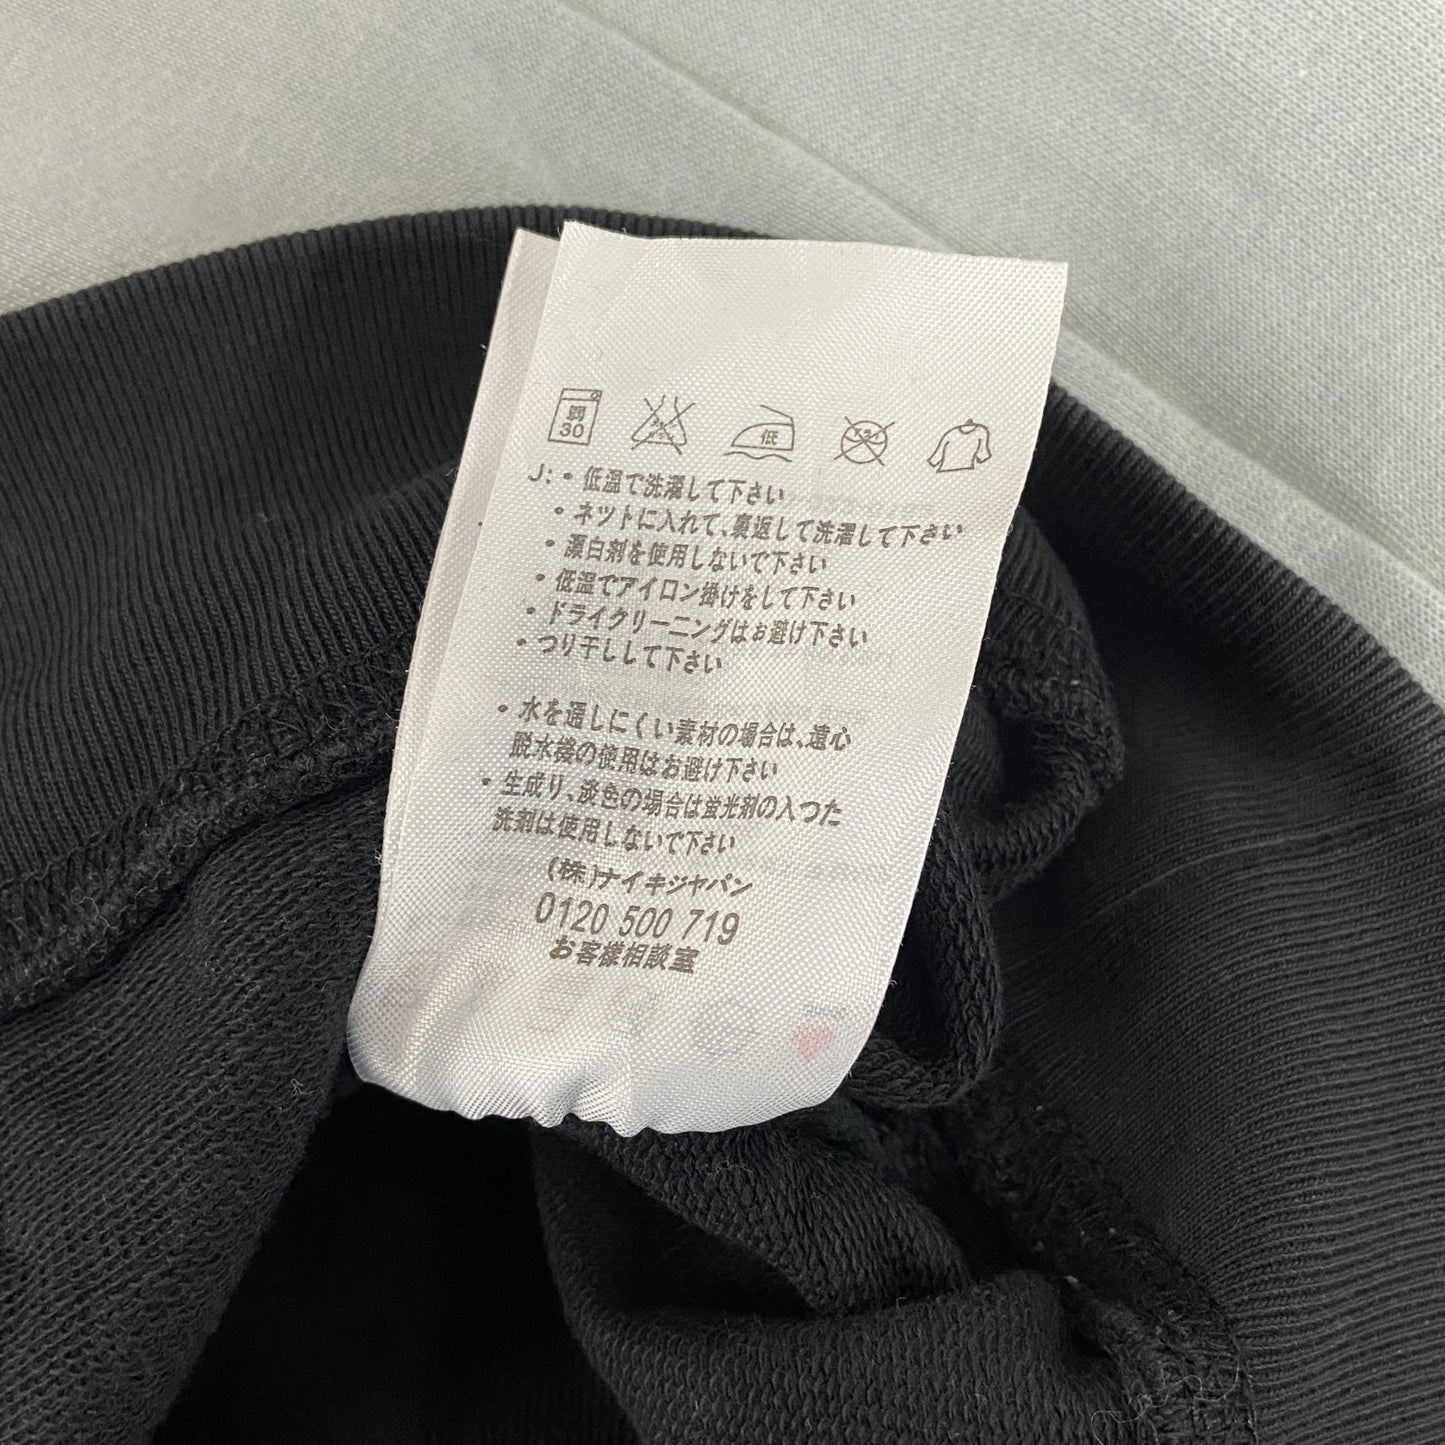 弱
30
低
ドライ
J: • 低温で洗濯して下さい
• ネットに入れて、裏返して洗濯して下さい
• 漂白剤を使用しないで下さい
• 低温でアイロン掛けをして下さい
• ドライクリーニングはお避け下さい
• つり干しして下さい
• 水を通しにくい素材の場合は、遠心
脱水機の使用はお避け下さい
• 生成り、淡色の場合は蛍光剤の入った
洗剤は使用しないで下さい
(株)ナイキジャパン
0120 500 719
お客様相談室